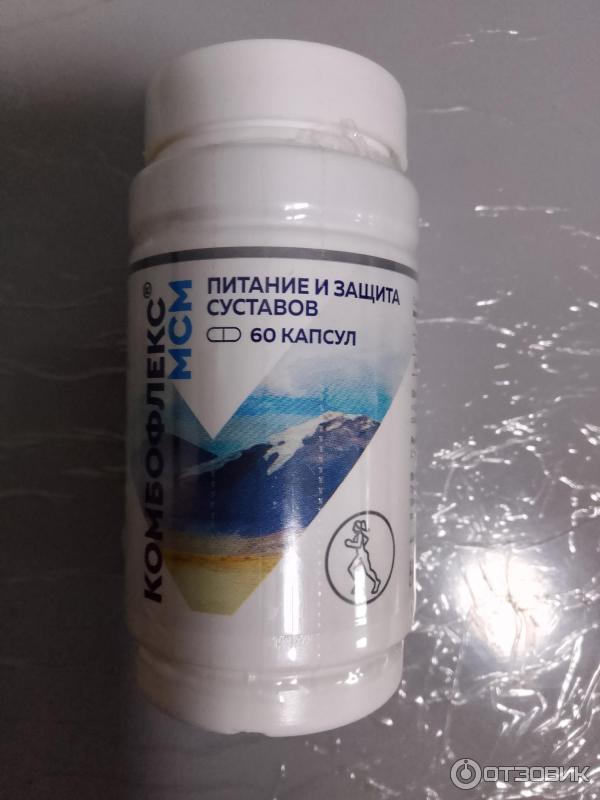 КОМБОФЛЕКС®
МСМ
ПИТАНИЕ И ЗАЩИТА
СУСТАВОВ
60 КАПСУЛ
ОТЗОВИК